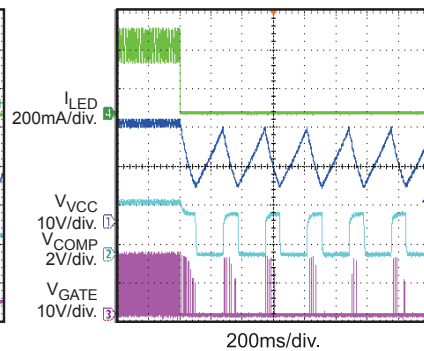 I_LED
4
200mA/div.
V_VCC
1
10V/div.
V_COMP
2
2V/div.
V_GATE
10V/div.
3
200ms/div.